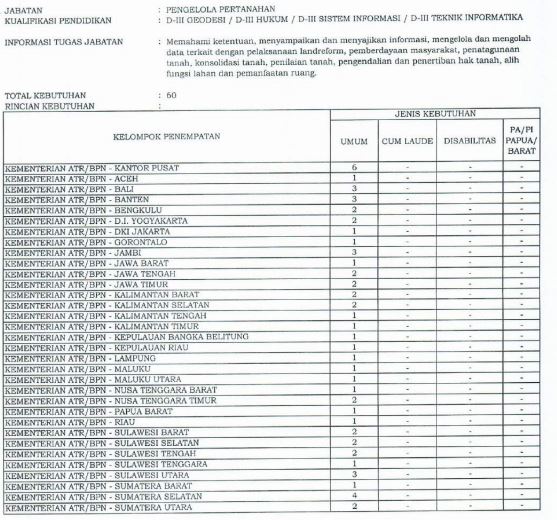 JABATAN : PENGELOLA PERTANAHAN
KUALIFIKASI PENDIDIKAN : D-III GEODESI / D-III HUKUM / D-III SISTEM INFORMASI / D-III TEKNIK INFORMATIKA
INFORMASI TUGAS JABATAN : Memahami ketentuan, menyampaikan dan menyajikan informasi, mengelola dan mengolah
data terkait dengan pelaksanaan landreform, pemberdayaan masyarakat, penatagunaan
tanah, konsolidasi tanah, penilaian tanah, pengendalian dan penertiban hak tanah, alih
fungsi lahan dan pemanfaatan ruang.
TOTAL KEBUTUHAN : 60
RINCIAN KEBUTUHAN :
KELOMPOK PENEMPATAN
JENIS KEBUTUHAN
UMUM CUM LAUDE DISABILITAS PA/PI PAPUA/ BARAT
KEMENTERIAN ATR/BPN - KANTOR PUSAT 6 - - -
KEMENTERIAN ATR/BPN - ACEH 1 - - -
KEMENTERIAN ATR/BPN - BALI 3 - - -
KEMENTERIAN ATR/BPN - BANTEN 3 - - -
KEMENTERIAN ATR/BPN - BENGKULU 2 - - -
KEMENTERIAN ATR/BPN - D.I. YOGYAKARTA 2 - - -
KEMENTERIAN ATR/BPN - DKI JAKARTA 1 - - -
KEMENTERIAN ATR/BPN - GORONTALO 1 - - -
KEMENTERIAN ATR/BPN - JAMBI 3 - - -
KEMENTERIAN ATR/BPN - JAWA BARAT 1 - - -
KEMENTERIAN ATR/BPN - JAWA TENGAH 2 - - -
KEMENTERIAN ATR/BPN - JAWA TIMUR 2 - - -
KEMENTERIAN ATR/BPN - KALIMANTAN BARAT 2 - - -
KEMENTERIAN ATR/BPN - KALIMANTAN SELATAN 2 - - -
KEMENTERIAN ATR/BPN - KALIMANTAN TENGAH 1 - - -
KEMENTERIAN ATR/BPN - KALIMANTAN TIMUR 1 - - -
KEMENTERIAN ATR/BPN - KEPULAUAN BANGKA BELITUNG 1 - - -
KEMENTERIAN ATR/BPN - KEPULAUAN RIAU 1 - - -
KEMENTERIAN ATR/BPN - LAMPUNG 1 - - -
KEMENTERIAN ATR/BPN - MALUKU 1 - - -
KEMENTERIAN ATR/BPN - MALUKU UTARA 1 - - -
KEMENTERIAN ATR/BPN - NUSA TENGGARA BARAT 1 - - -
KEMENTERIAN ATR/BPN - NUSA TENGGARA TIMUR 2 - - -
KEMENTERIAN ATR/BPN - PAPUA BARAT 1 - - -
KEMENTERIAN ATR/BPN - RIAU 1 - - -
KEMENTERIAN ATR/BPN - SULAWESI BARAT 2 - - -
KEMENTERIAN ATR/BPN - SULAWESI SELATAN 2 - - -
KEMENTERIAN ATR/BPN - SULAWESI TENGAH 2 - - -
KEMENTERIAN ATR/BPN - SULAWESI TENGGARA 1 - - -
KEMENTERIAN ATR/BPN - SULAWESI UTARA 3 - - -
KEMENTERIAN ATR/BPN - SUMATERA BARAT 1 - - -
KEMENTERIAN ATR/BPN - SUMATERA SELATAN 4 - - -
KEMENTERIAN ATR/BPN - SUMATERA UTARA 2 - - -